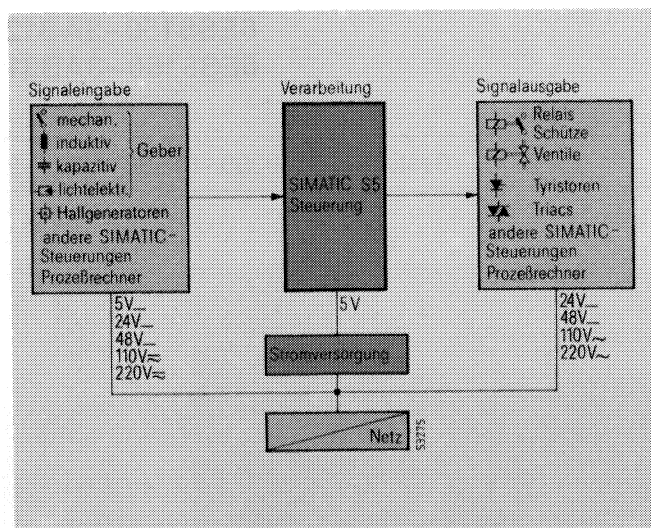 Signaleingabe
mechan.
induktiv
kapazitiv
lichtelektr.
Geber
Hallgeneratoren
andere SIMATIC-
Steuerungen
Prozeßrechner
Verarbeitung
SIMATIC S5
Steuerung
Signalausgabe
Relais
Schütze
Ventile
Tyristoren
Triacs
andere SIMATIC-
Steuerungen
Prozeßrechner
5V⎓
24V⎓
48V⎓
110V≂
220V≂
5V
24V⎓
48V⎓
110V~
220V~
Stromversorgung
Netz
S3275